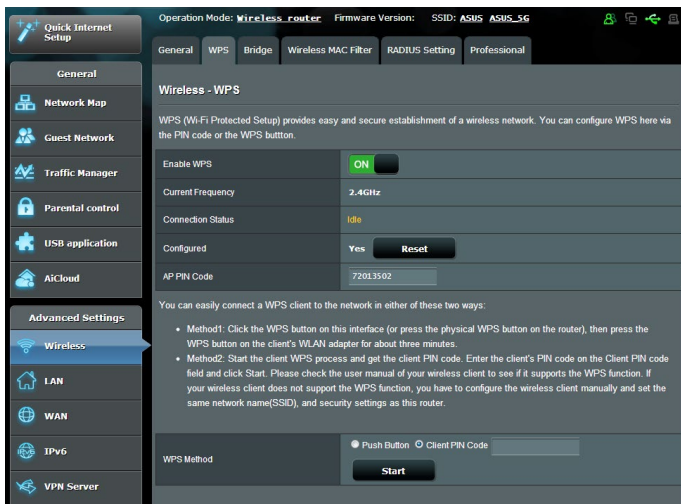 Quick Internet Setup
Operation Mode: Wireless router Firmware Version: SSID: ASUS ASUS_5G
General WPS Bridge Wireless MAC Filter RADIUS Setting Professional
General
Network Map
Guest Network
Traffic Manager
Parental control
USB application
AiCloud
Advanced Settings
Wireless
LAN
WAN
IPv6
VPN Server
Wireless - WPS
WPS (Wi-Fi Protected Setup) provides easy and secure establishment of a wireless network. You can configure WPS here via
the PIN code or the WPS buttton.
Enable WPS ON
Current Frequency 2.4GHz
Connection Status Idle
Configured Yes Reset
AP PIN Code 72013502
You can easily connect a WPS client to the network in either of these two ways:
• Method1: Click the WPS button on this interface (or press the physical WPS button on the router), then press the
WPS button on the client's WLAN adapter for about three minutes.
• Method2: Start the client WPS process and get the client PIN code. Enter the client's PIN code on the Client PIN code
field and click Start. Please check the user manual of your wireless client to see if it supports the WPS function. If
your wireless client does not support the WPS function, you have to configure the wireless client manually and set the
same network name(SSID), and security settings as this router.
WPS Method Push Button Client PIN Code
Start